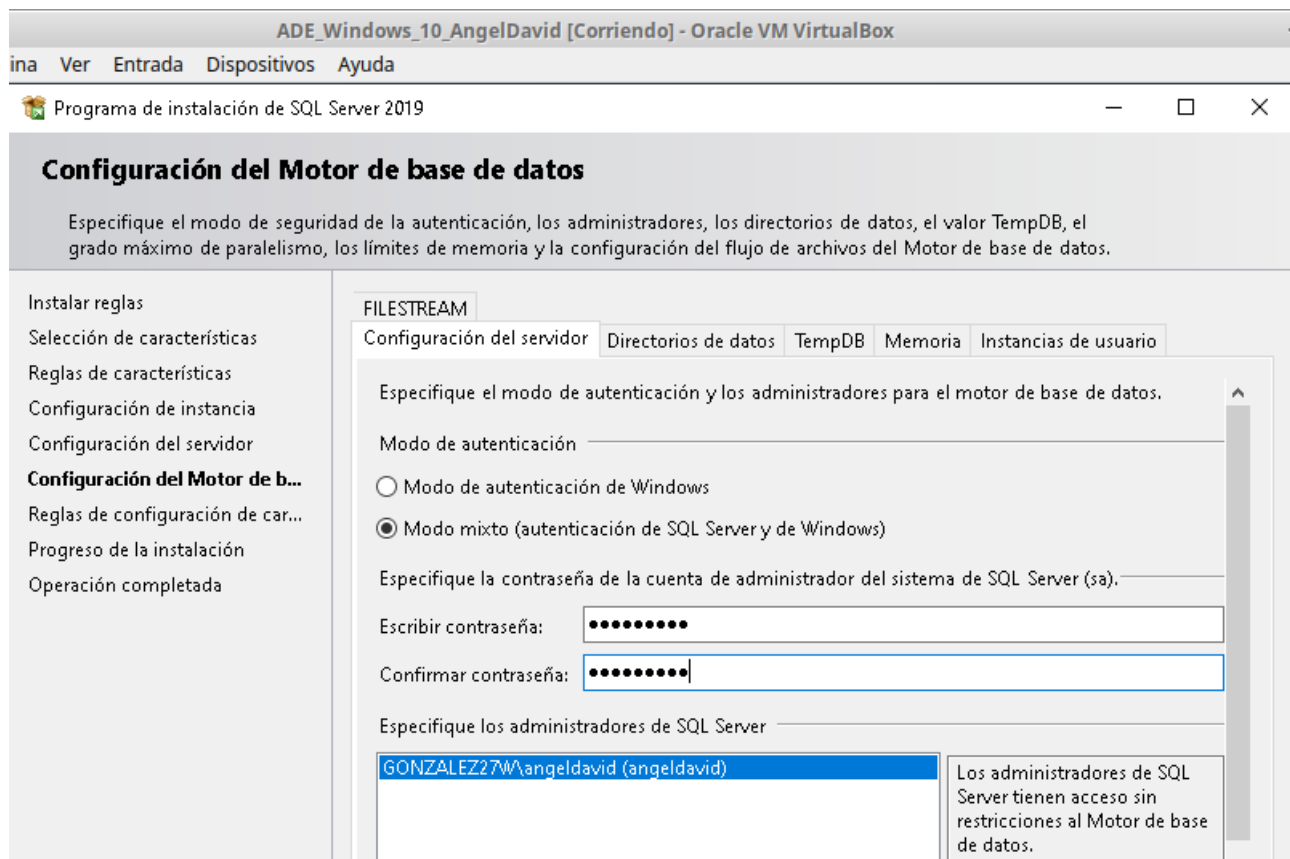 ADE_Windows_10_AngelDavid [Corriendo] - Oracle VM VirtualBox
ina Ver Entrada Dispositivos Ayuda
Programa de instalación de SQL Server 2019
Configuración del Motor de base de datos
Especifique el modo de seguridad de la autenticación, los administradores, los directorios de datos, el valor TempDB, el
grado máximo de paralelismo, los límites de memoria y la configuración del flujo de archivos del Motor de base de datos.
Instalar reglas
Selección de características
Reglas de características
Configuración de instancia
Configuración del servidor
Configuración del Motor de b...
Reglas de configuración de car...
Progreso de la instalación
Operación completada
FILESTREAM
Configuración del servidor Directorios de datos TempDB Memoria Instancias de usuario
Especifique el modo de autenticación y los administradores para el motor de base de datos.
Modo de autenticación
Modo de autenticación de Windows
Modo mixto (autenticación de SQL Server y de Windows)
Especifique la contraseña de la cuenta de administrador del sistema de SQL Server (sa).
Escribir contraseña: ●●●●●●●●●
Confirmar contraseña: ●●●●●●●●●
Especifique los administradores de SQL Server
GONZALEZ27W\angeldavid (angeldavid)
Los administradores de SQL
Server tienen acceso sin
restricciones al Motor de base
de datos.